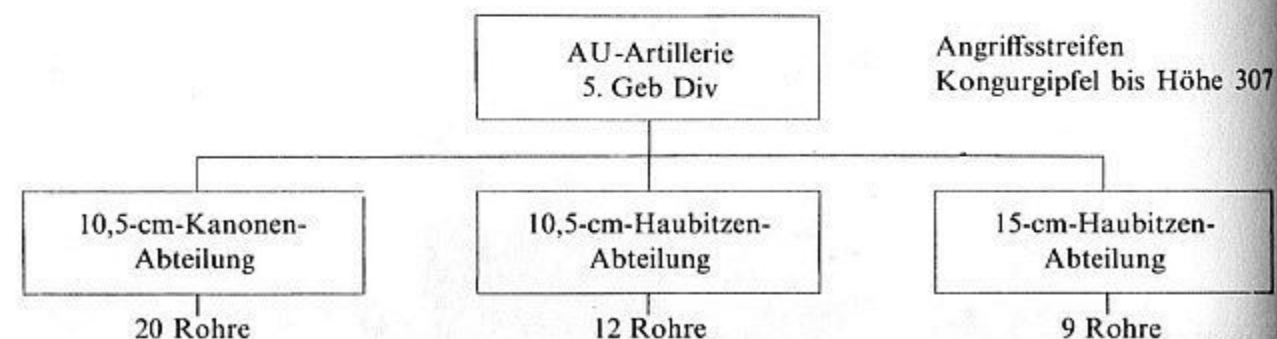 AU-Artillerie
5. Geb Div
Angriffsstreifen
Kongurgipfel bis Höhe 307
10,5-cm-Kanonen-
Abteilung
10,5-cm-Haubitzen-
Abteilung
15-cm-Haubitzen-
Abteilung
20 Rohre
12 Rohre
9 Rohre